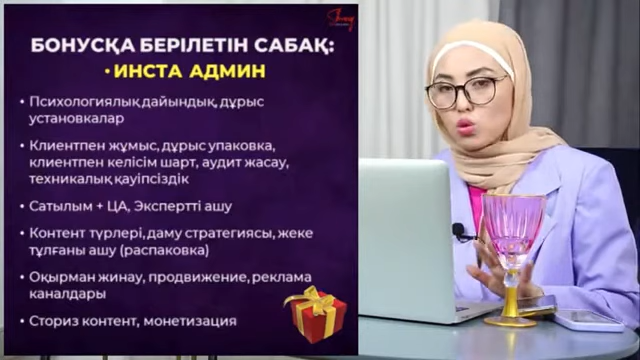 БОНУСҚА БЕРІЛЕТІН САБАҚ:
• ИНСТА АДМИН
• Психологиялық дайындық, дұрыс
установкалар
• Клиентпен жұмыс, дұрыс упаковка,
клиентпен келісім шарт, аудит жасау,
техникалық қауіпсіздік
• Сатылым + ЦА, Экспертті ашу
• Контент түрлері, даму стратегиясы, жеке
тұлғаны ашу (распаковка)
• Оқырман жинау, продвижение, реклама
каналдары
• Сториз контент, монетизация